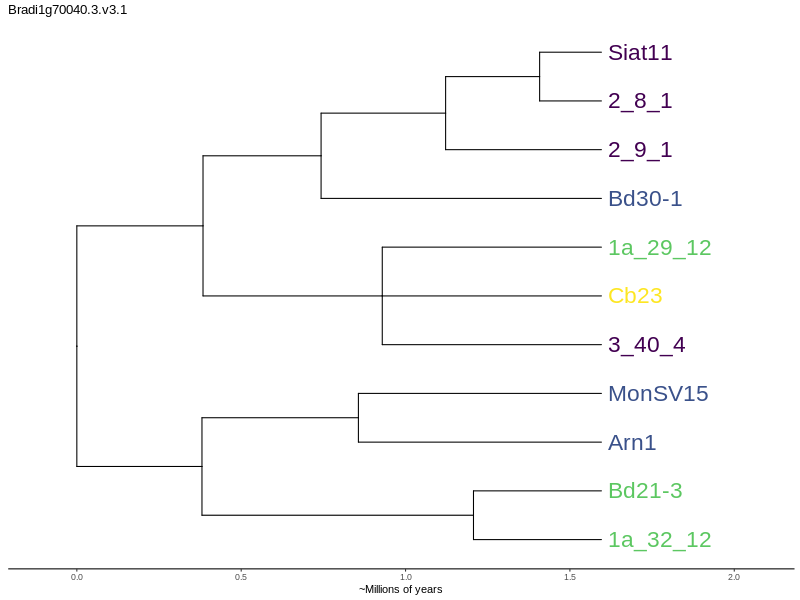 Bradi1g70040.3.v3.1
Siat11
2_8_1
2_9_1
Bd30-1
1a_29_12
Cb23
3_40_4
MonSV15
Arn1
Bd21-3
1a_32_12
0.0 0.5 1.0 1.5 2.0
~Millions of years